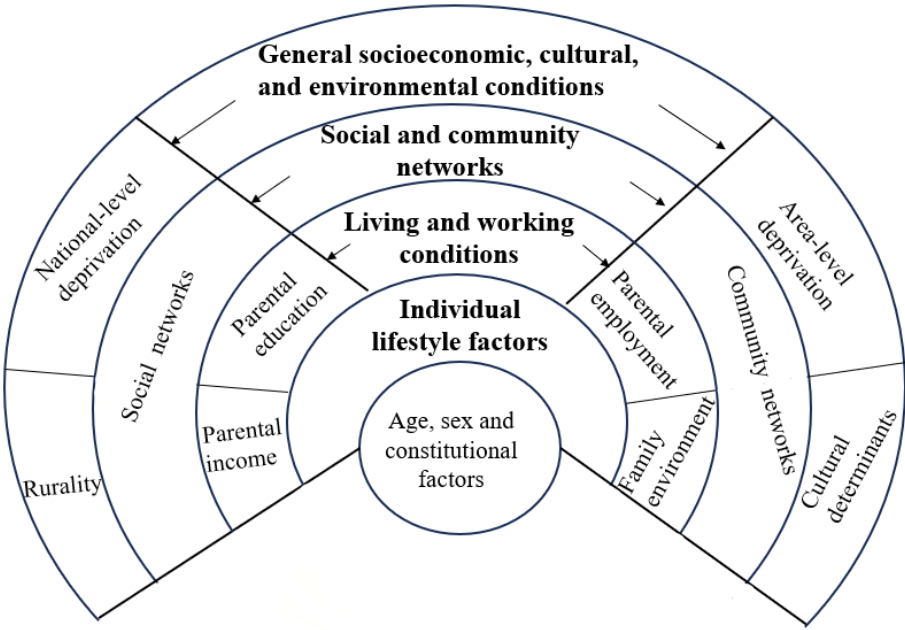 General socioeconomic, cultural,
and environmental conditions
Social and community
networks
Living and working
conditions
Individual
lifestyle factors
Age, sex and
constitutional
factors
National-level
deprivation
Rurality
Social networks
Parental
education
Parental
income
Parental
employment
Family
environment
Community networks
Area-level
deprivation
Cultural
determinants